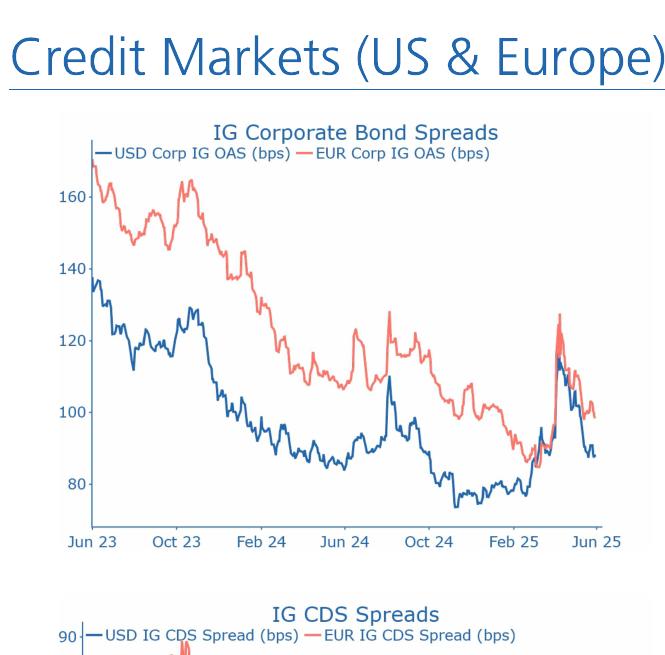 Credit Markets (US & Europe)
IG Corporate Bond Spreads
USD Corp IG OAS (bps) EUR Corp IG OAS (bps)
160
140
120
100
80
Jun 23 Oct 23 Feb 24 Jun 24 Oct 24 Feb 25 Jun 25
IG CDS Spreads
90 USD IG CDS Spread (bps) EUR IG CDS Spread (bps)